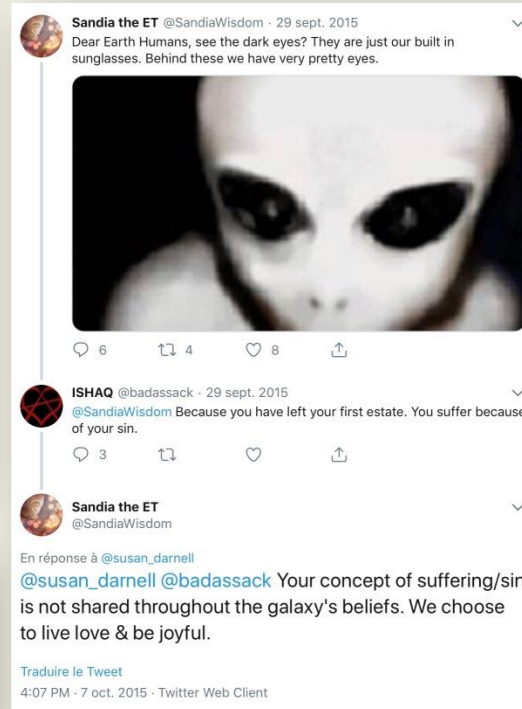 Sandia the ET @SandiaWisdom · 29 sept. 2015
Dear Earth Humans, see the dark eyes? They are just our built in
sunglasses. Behind these we have very pretty eyes.
6 4 8
ISHAQ @badassack · 29 sept. 2015
@SandiaWisdom Because you have left your first estate. You suffer because
of your sin.
3
Sandia the ET
@SandiaWisdom
En réponse à @susan_darnell
@susan_darnell @badassack Your concept of suffering/sin
is not shared throughout the galaxy's beliefs. We choose
to live love & be joyful.
Traduire le Tweet
4:07 PM · 7 oct. 2015 · Twitter Web Client